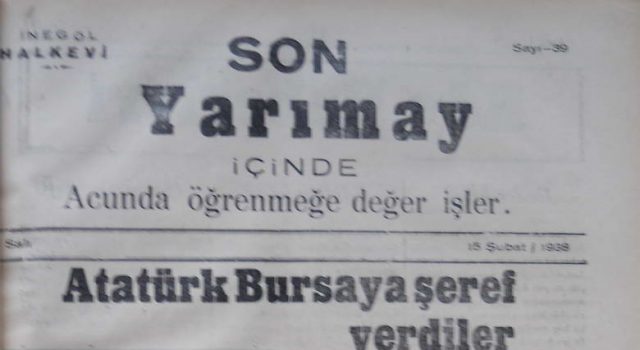 İNEGÖL
HALKEVİ
Sayı—39
SON
Yarımay
İÇİNDE
Acunda öğrenmeğe değer işler.
Salı
15 Şubat / 1938
Atatürk Bursaya şeref
verdiler